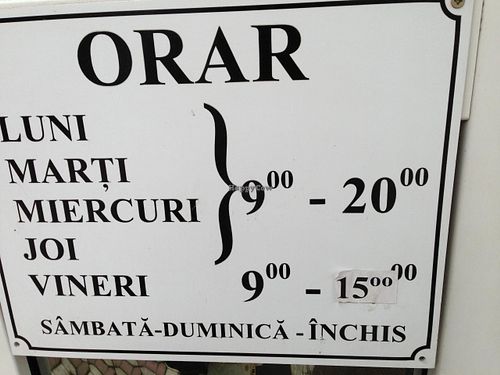 ORAR
LUNI
MARȚI
MIERCURI
JOI
9⁰⁰ - 20⁰⁰
VINERI 9⁰⁰ - 15⁰⁰
SÂMBATĂ-DUMINICĂ - ÎNCHIS